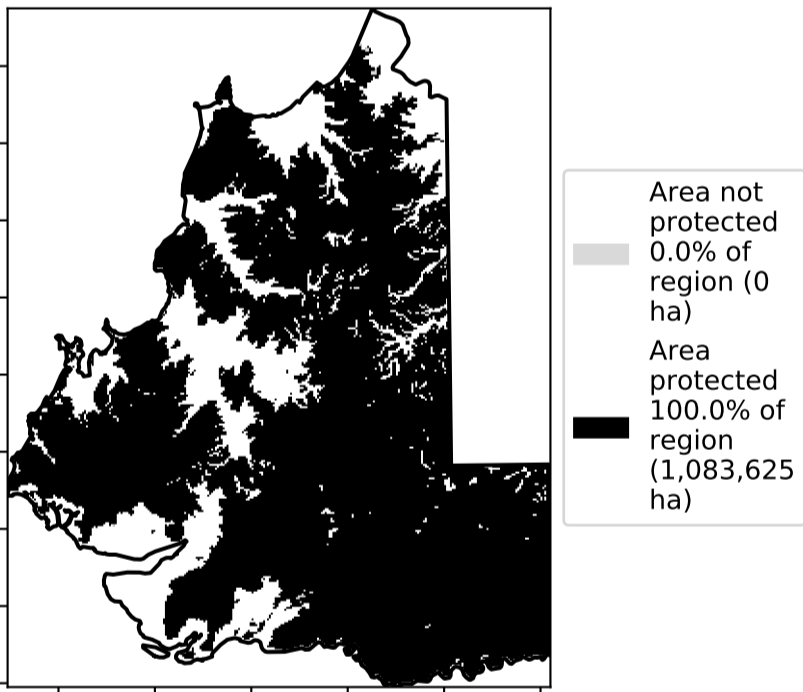 Area not
protected
0.0% of
region (0
ha)
Area
protected
100.0% of
region
(1,083,625
ha)